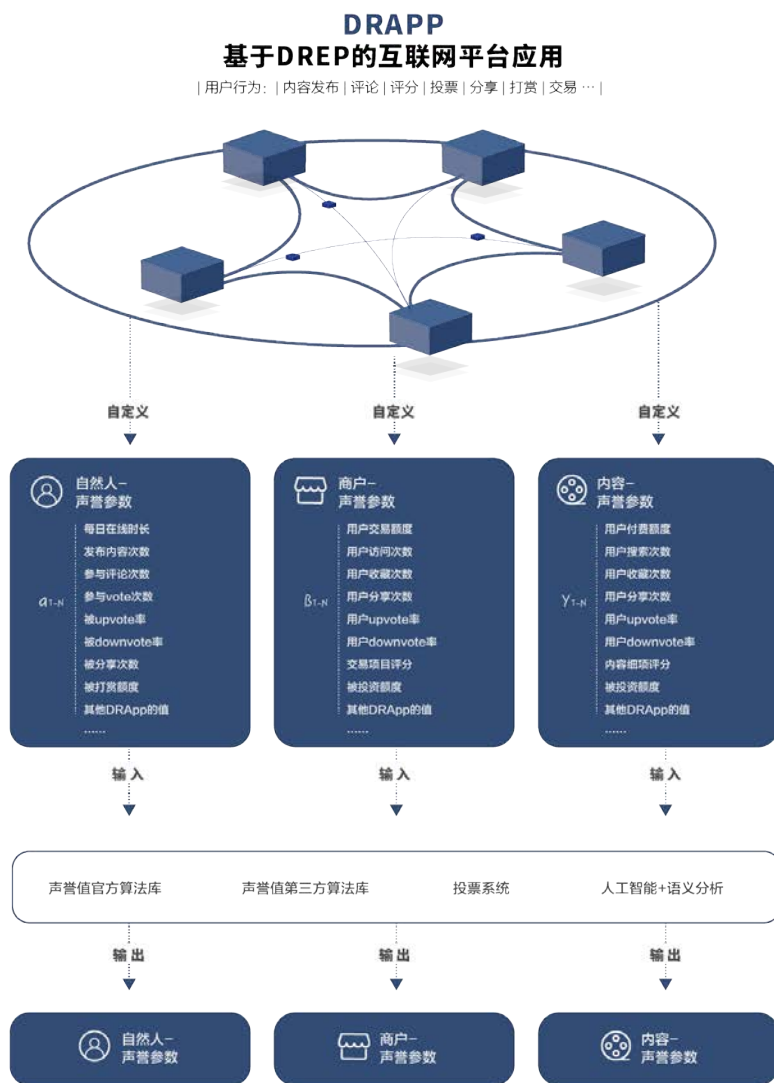 DRAPP
基于DREP的互联网平台应用
| 用户行为：| 内容发布 | 评论 | 评分 | 投票 | 分享 | 打赏 | 交易 … |
自定义
自定义
自定义
自然人-
声誉参数
每日在线时长
发布内容次数
参与评论次数
参与vote次数
被upvote率
被downvote率
被分享次数
被打赏额度
其他DRApp的值
……
α1-N
商户-
声誉参数
用户交易额度
用户访问次数
用户收藏次数
用户分享次数
用户upvote率
用户downvote率
交易项目评分
被投资额度
其他DRApp的值
……
β1-N
内容-
声誉参数
用户付费额度
用户搜索次数
用户收藏次数
用户分享次数
用户upvote率
用户downvote率
内容细项评分
被投资额度
其他DRApp的值
……
γ1-N
输入
输入
输入
声誉值官方算法库
声誉值第三方算法库
投票系统
人工智能+语义分析
输出
输出
输出
自然人-
声誉参数
商户-
声誉参数
内容-
声誉参数